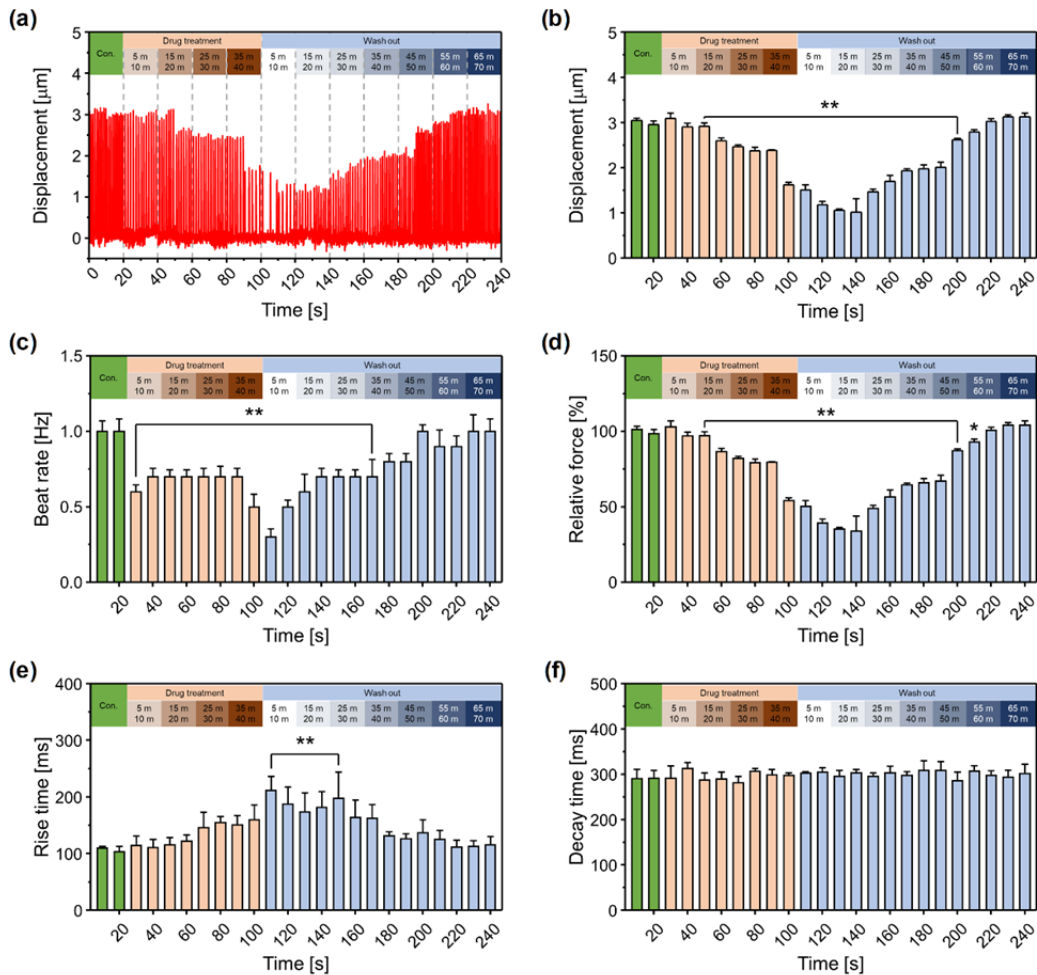 (a)
Con.
Drug treatment
Wash out
5 m 15 m 25 m 35 m 5 m 15 m 25 m 35 m 45 m 55 m 65 m
10 m 20 m 30 m 40 m 10 m 20 m 30 m 40 m 50 m 60 m 70 m
Displacement [μm]
5
4
3
2
1
0
0 20 40 60 80 100 120 140 160 180 200 220 240
Time [s]
(b)
Con.
Drug treatment
Wash out
5 m 15 m 25 m 35 m 5 m 15 m 25 m 35 m 45 m 55 m 65 m
10 m 20 m 30 m 40 m 10 m 20 m 30 m 40 m 50 m 60 m 70 m
**
Displacement [μm]
5
4
3
2
1
0
20 40 60 80 100 120 140 160 180 200 220 240
Time [s]
(c)
Con.
Drug treatment
Wash out
5 m 15 m 25 m 35 m 5 m 15 m 25 m 35 m 45 m 55 m 65 m
10 m 20 m 30 m 40 m 10 m 20 m 30 m 40 m 50 m 60 m 70 m
**
Beat rate [Hz]
1.5
1.0
0.5
0.0
20 40 60 80 100 120 140 160 180 200 220 240
Time [s]
(d)
Con.
Drug treatment
Wash out
5 m 15 m 25 m 35 m 5 m 15 m 25 m 35 m 45 m 55 m 65 m
10 m 20 m 30 m 40 m 10 m 20 m 30 m 40 m 50 m 60 m 70 m
**
*
Relative force [%]
150
100
50
0
20 40 60 80 100 120 140 160 180 200 220 240
Time [s]
(e)
Con.
Drug treatment
Wash out
5 m 15 m 25 m 35 m 5 m 15 m 25 m 35 m 45 m 55 m 65 m
10 m 20 m 30 m 40 m 10 m 20 m 30 m 40 m 50 m 60 m 70 m
**
Rise time [ms]
400
300
200
100
0
20 40 60 80 100 120 140 160 180 200 220 240
Time [s]
(f)
Con.
Drug treatment
Wash out
5 m 15 m 25 m 35 m 5 m 15 m 25 m 35 m 45 m 55 m 65 m
10 m 20 m 30 m 40 m 10 m 20 m 30 m 40 m 50 m 60 m 70 m
Decay time [ms]
500
400
300
200
100
0
20 40 60 80 100 120 140 160 180 200 220 240
Time [s]